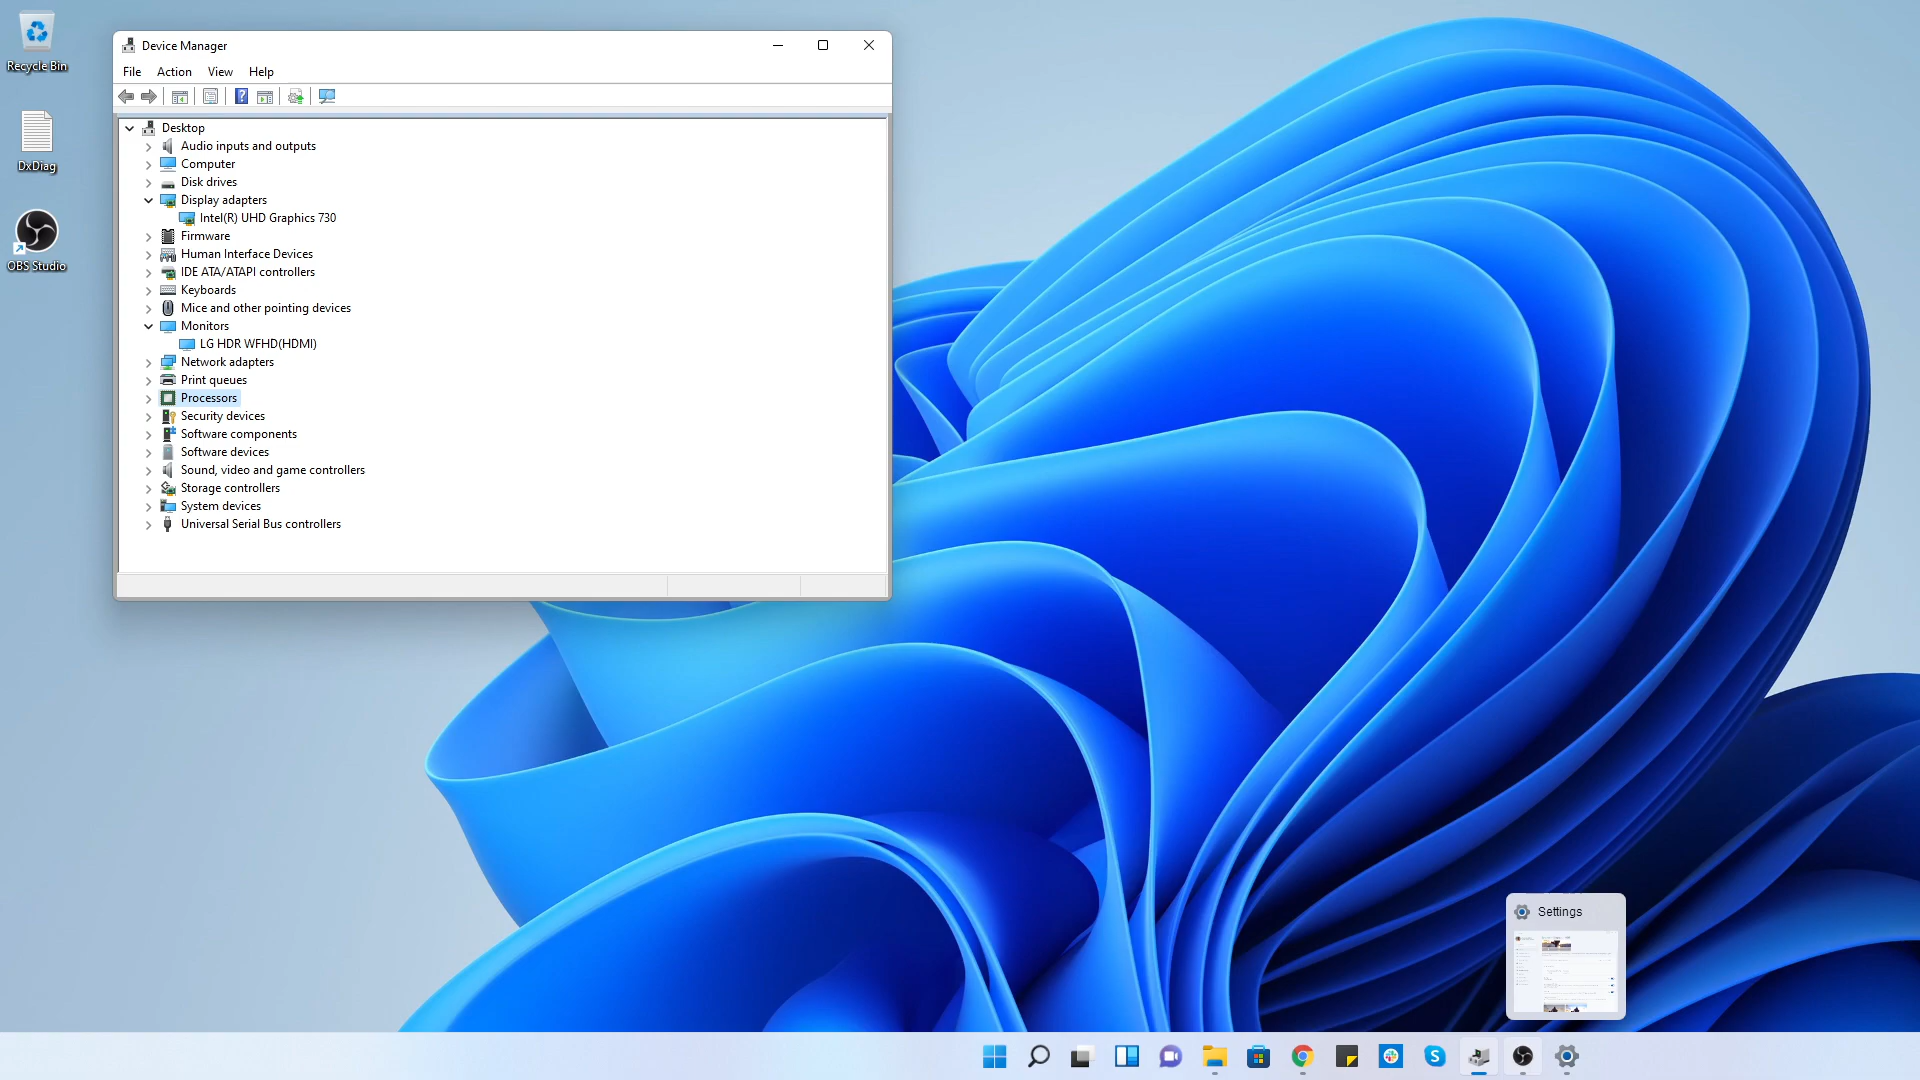 Recycle Bin
DxDiag
OBS Studio
Device Manager
File Action View Help
Desktop
Audio inputs and outputs
Computer
Disk drives
Display adapters
Intel(R) UHD Graphics 730
Firmware
Human Interface Devices
IDE ATA/ATAPI controllers
Keyboards
Mice and other pointing devices
Monitors
LG HDR WFHD(HDMI)
Network adapters
Print queues
Processors
Security devices
Software components
Software devices
Sound, video and game controllers
Storage controllers
System devices
Universal Serial Bus controllers
Settings